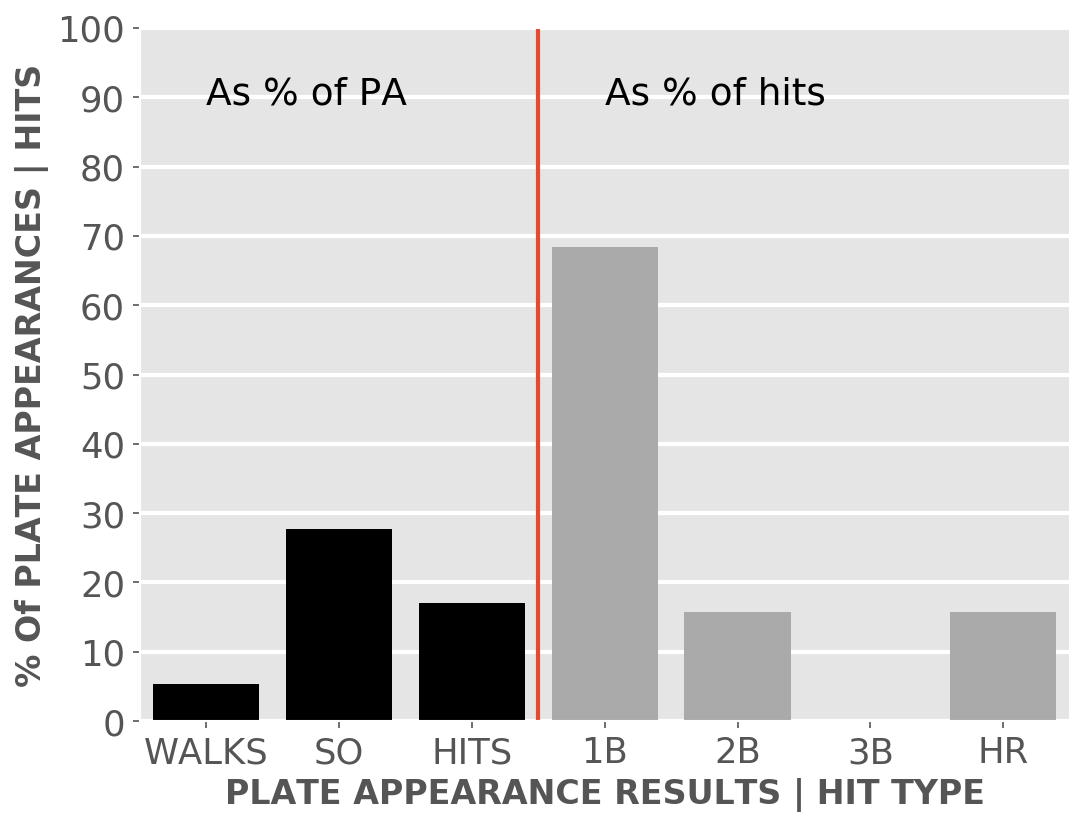 % Of PLATE APPEARANCES | HITS
100
90
80
70
60
50
40
30
20
10
0
As % of PA
As % of hits
WALKS SO HITS 1B 2B 3B HR
PLATE APPEARANCE RESULTS | HIT TYPE